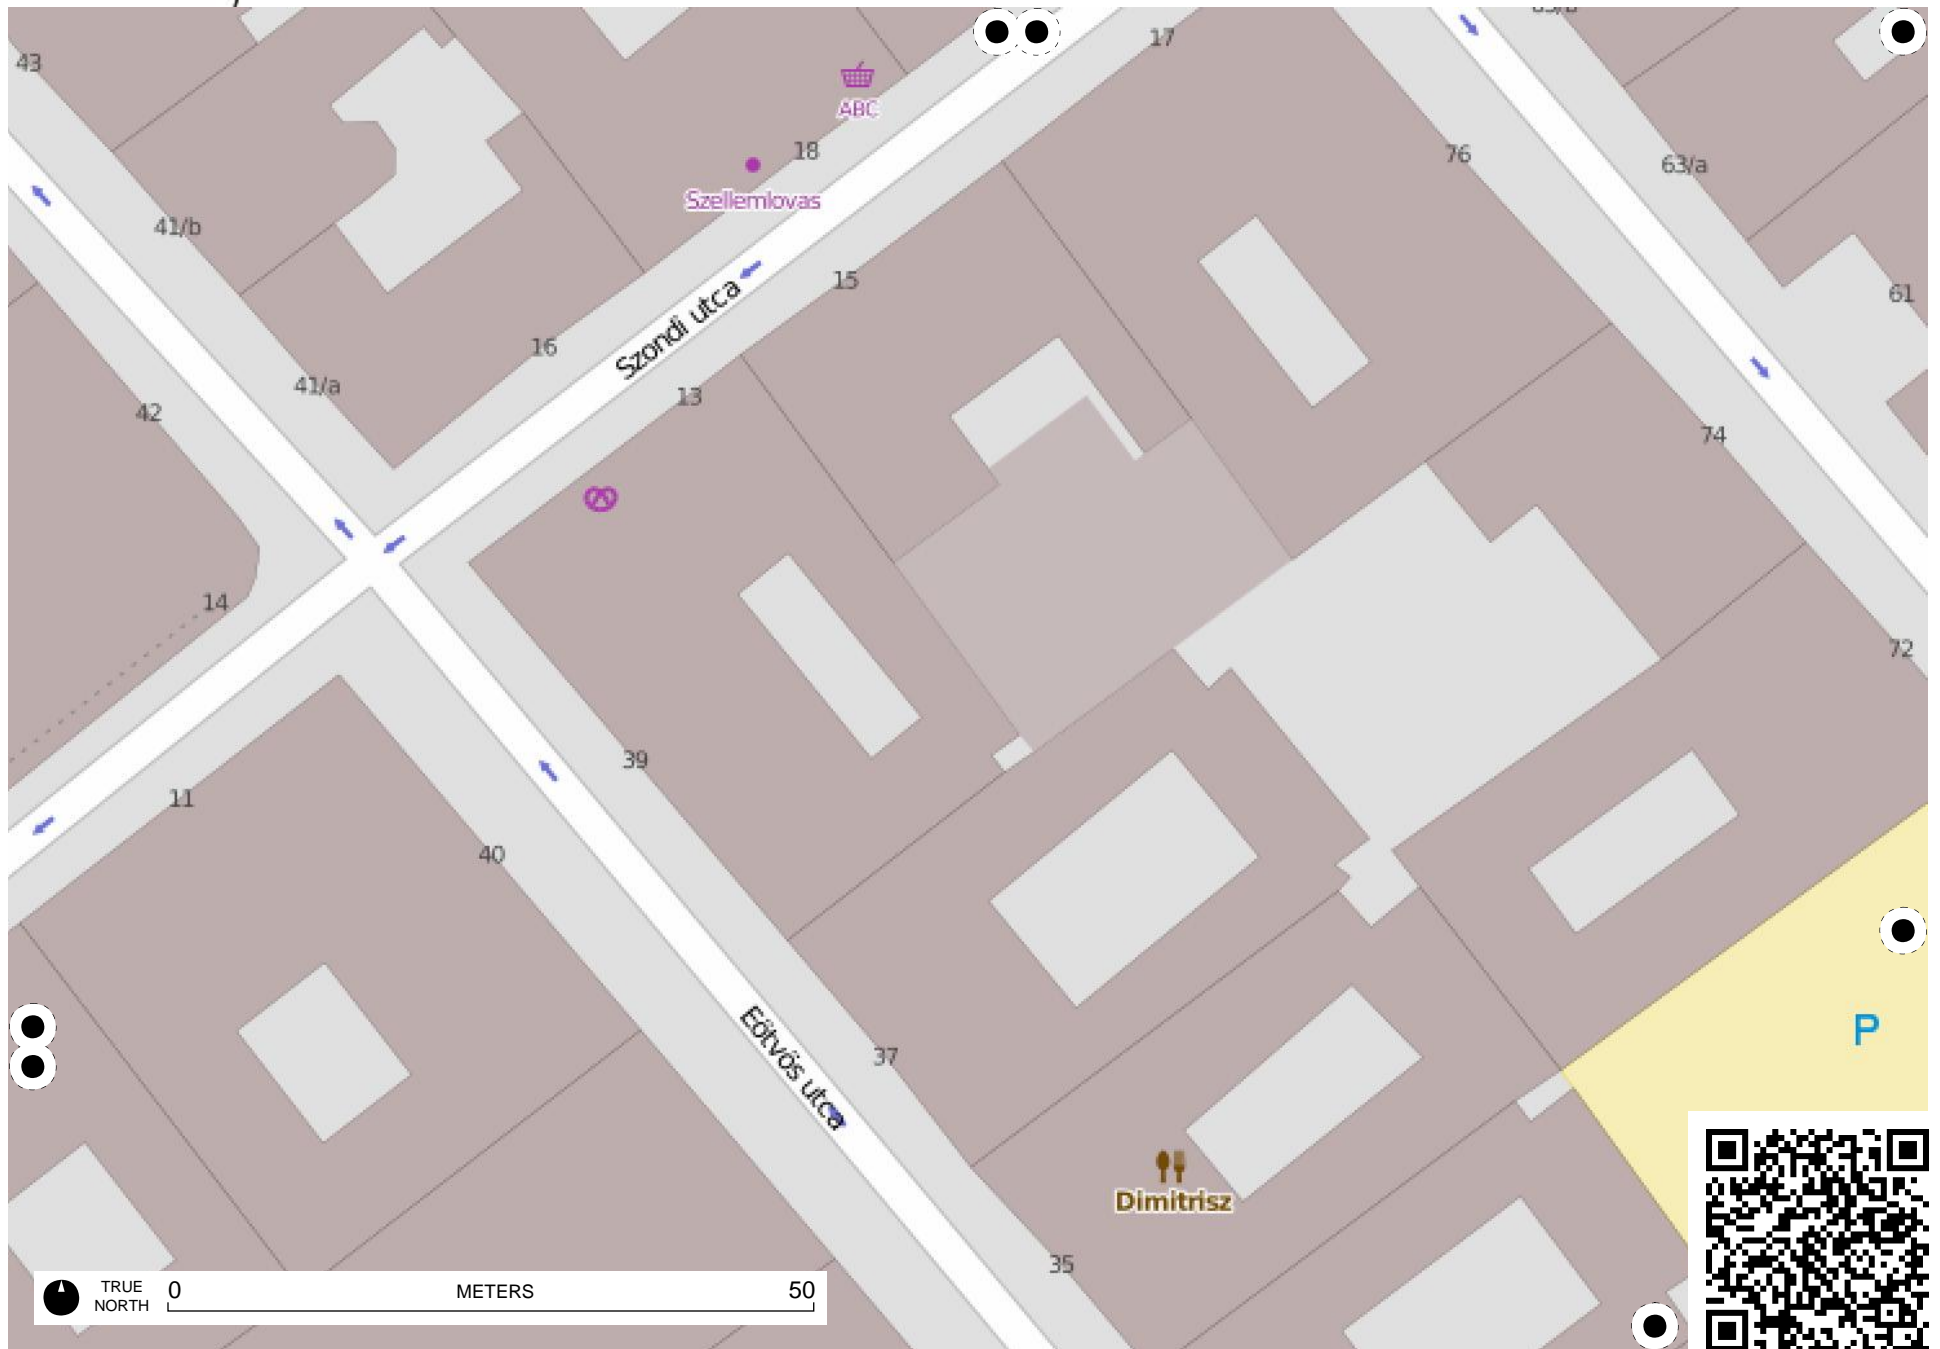 17
43
ABC
18
76
63/a
Szellemlovas
41/b
15
61
Szondi utca
16
41/a
13
42
74
14
72
39
11
40
P
Eötvös utca
37
Dimitrisz
35
TRUE NORTH
0
METERS
50